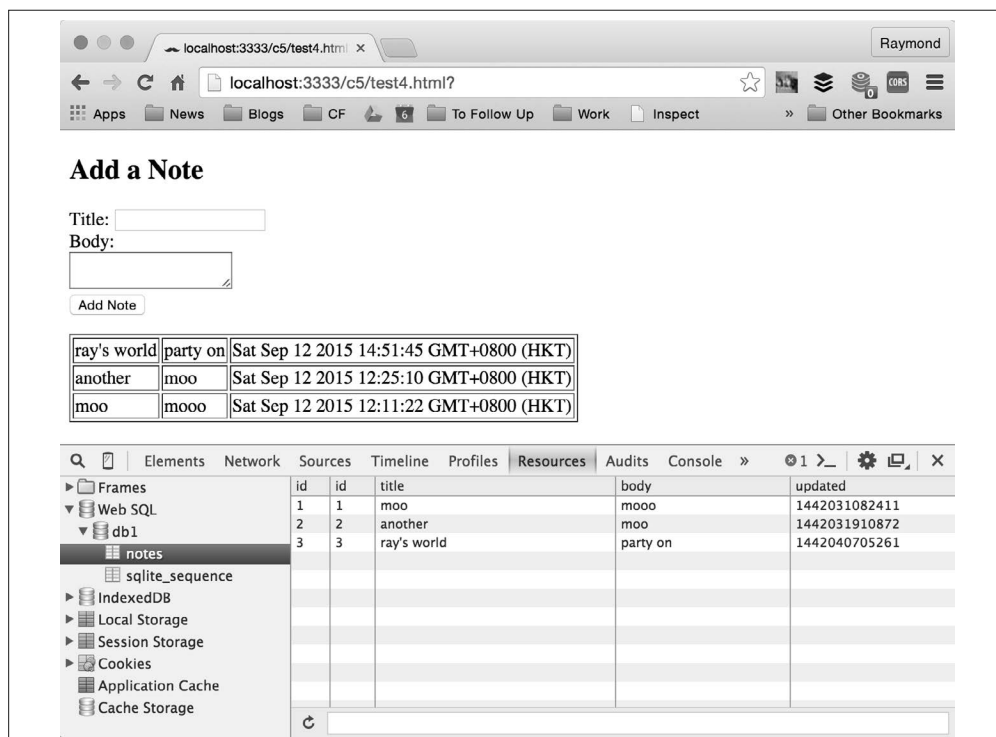 localhost:3333/c5/test4.htm
Raymond
localhost:3333/c5/test4.html?
CORS
0
Apps News Blogs CF 6 To Follow Up Work Inspect » Other Bookmarks
Add a Note
Title:
Body:
Add Note
ray's world party on Sat Sep 12 2015 14:51:45 GMT+0800 (HKT)
another moo Sat Sep 12 2015 12:25:10 GMT+0800 (HKT)
moo mooo Sat Sep 12 2015 12:11:22 GMT+0800 (HKT)
Elements Network Sources Timeline Profiles Resources Audits Console » 1
Frames
Web SQL
db1
notes
sqlite_sequence
IndexedDB
Local Storage
Session Storage
Cookies
Application Cache
Cache Storage
id id title body updated
1 1 moo mooo 1442031082411
2 2 another moo 1442031910872
3 3 ray's world party on 1442040705261